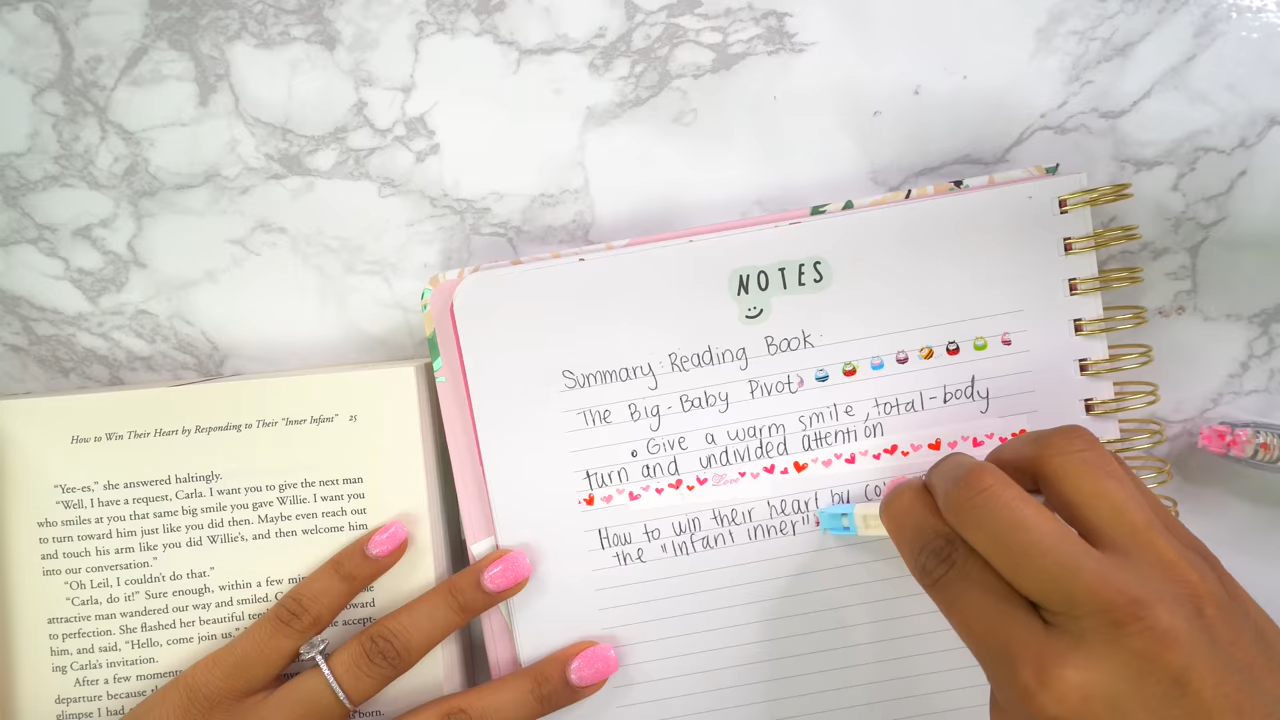 How to Win Their Heart by Responding to Their "Inner Infant" 25
"Yee-es," she answered haltingly.
"Well, I have a request, Carla. I want you to give the next man
who smiles at you that same big smile you gave Willie. I want you
to turn toward him just like you did then. Maybe even reach out
and touch his arm like you did Willie's, and then welcome him
into our conversation."
"Oh Leil, I couldn't do that."
"Carla, do it!" Sure enough, within a few
attractive man wandered our way and smiled.
to perfection. She flashed her beautiful
him, and said, "Hello, come join us,"
ing Carla's invitation.
After a few moments
departure because
glimpse I had
NOTES
Summary: Reading Book:
The Big-Baby Pivot
Give a warm smile, total-body
turn and undivided attention
Love
How to win their heart by
the "Infant inner"